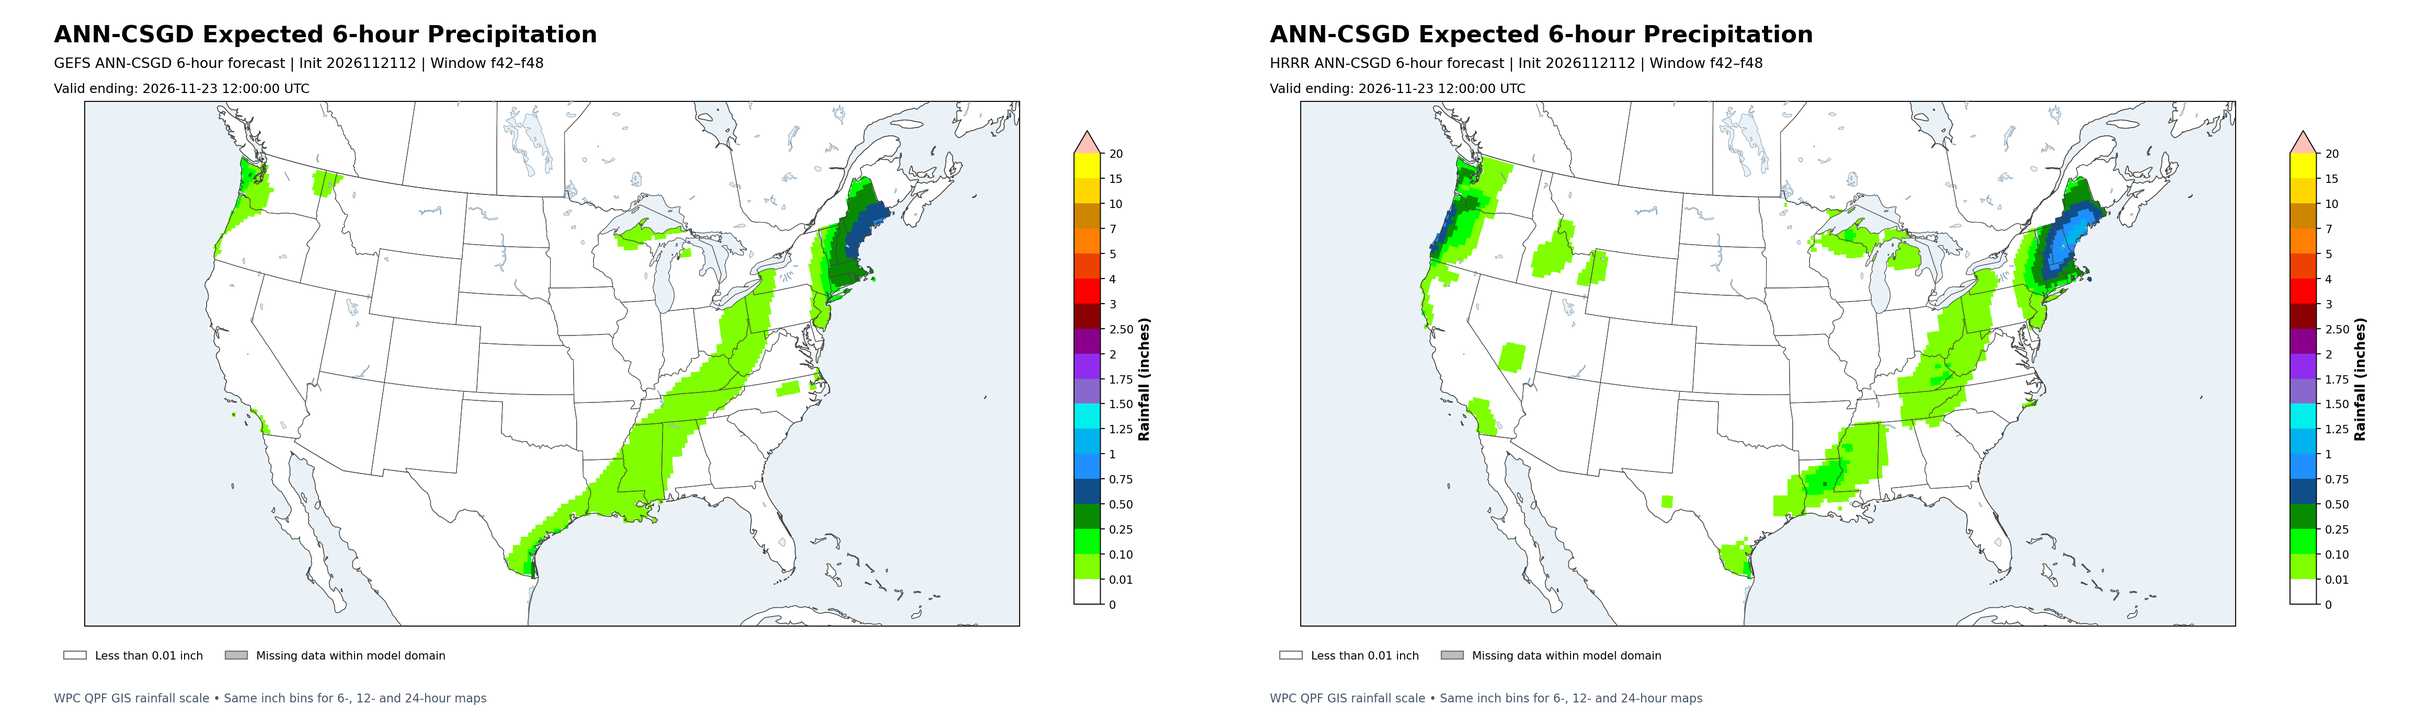 ANN-CSGD Expected 6-hour Precipitation
GEFS ANN-CSGD 6-hour forecast | Init 2026112112 | Window f42–f48
Valid ending: 2026-11-23 12:00:00 UTC
20
15
10
7
5
4
3
2.50
2
1.75
1.50
1.25
1
0.75
0.50
0.25
0.10
0.01
0
Rainfall (inches)
Less than 0.01 inch
Missing data within model domain
WPC QPF GIS rainfall scale • Same inch bins for 6-, 12- and 24-hour maps
ANN-CSGD Expected 6-hour Precipitation
HRRR ANN-CSGD 6-hour forecast | Init 2026112112 | Window f42–f48
Valid ending: 2026-11-23 12:00:00 UTC
20
15
10
7
5
4
3
2.50
2
1.75
1.50
1.25
1
0.75
0.50
0.25
0.10
0.01
0
Rainfall (inches)
Less than 0.01 inch
Missing data within model domain
WPC QPF GIS rainfall scale • Same inch bins for 6-, 12- and 24-hour maps